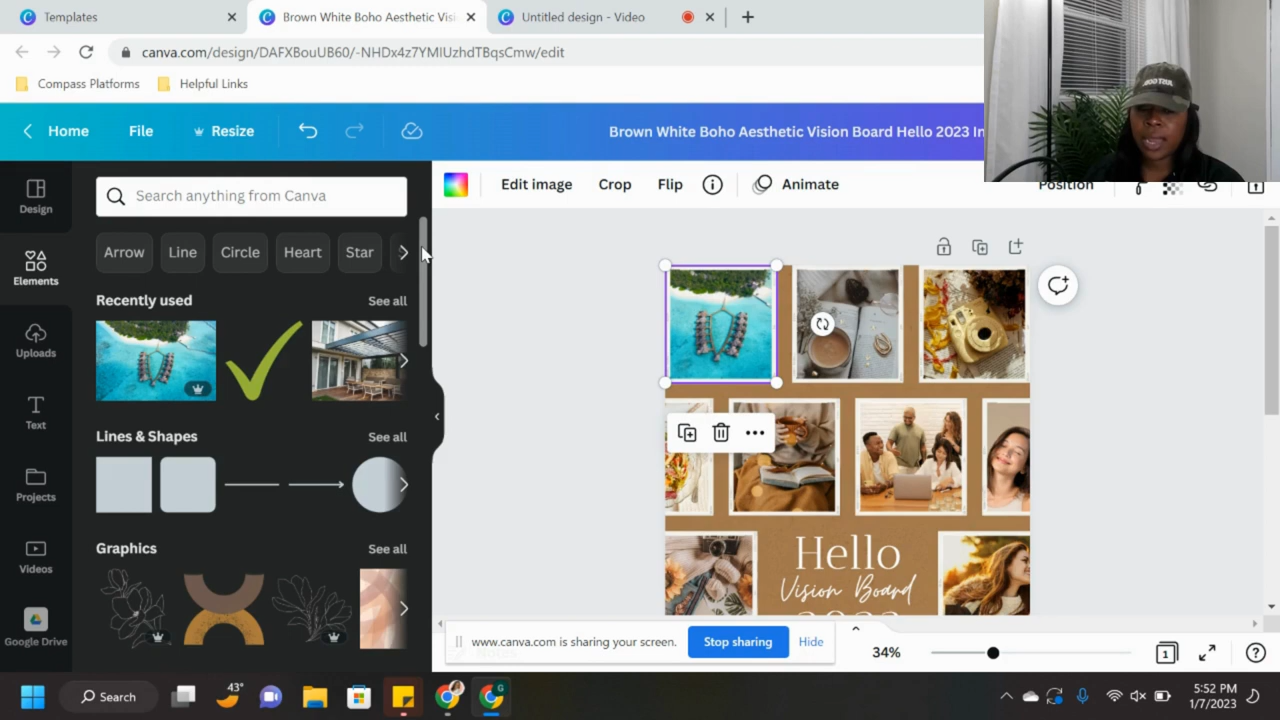 Templates
Brown White Boho Aesthetic Visi
Untitled design - Video
canva.com/design/DAFXBouUB60/-NHDx4z7YMIUzhdTBqsCmw/edit
Compass Platforms
Helpful Links
Home
File
Resize
Brown White Boho Aesthetic Vision Board Hello 2023 In
Design
Elements
Uploads
Text
Projects
Videos
Google Drive
Search anything from Canva
Arrow
Line
Circle
Heart
Star
Recently used
See all
Lines & Shapes
See all
Graphics
See all
Edit image
Crop
Flip
Animate
Position
Hello
Vision Board
2023
www.canva.com is sharing your screen.
Stop sharing
Hide
34%
1
43°
Search
5:52 PM
1/7/2023